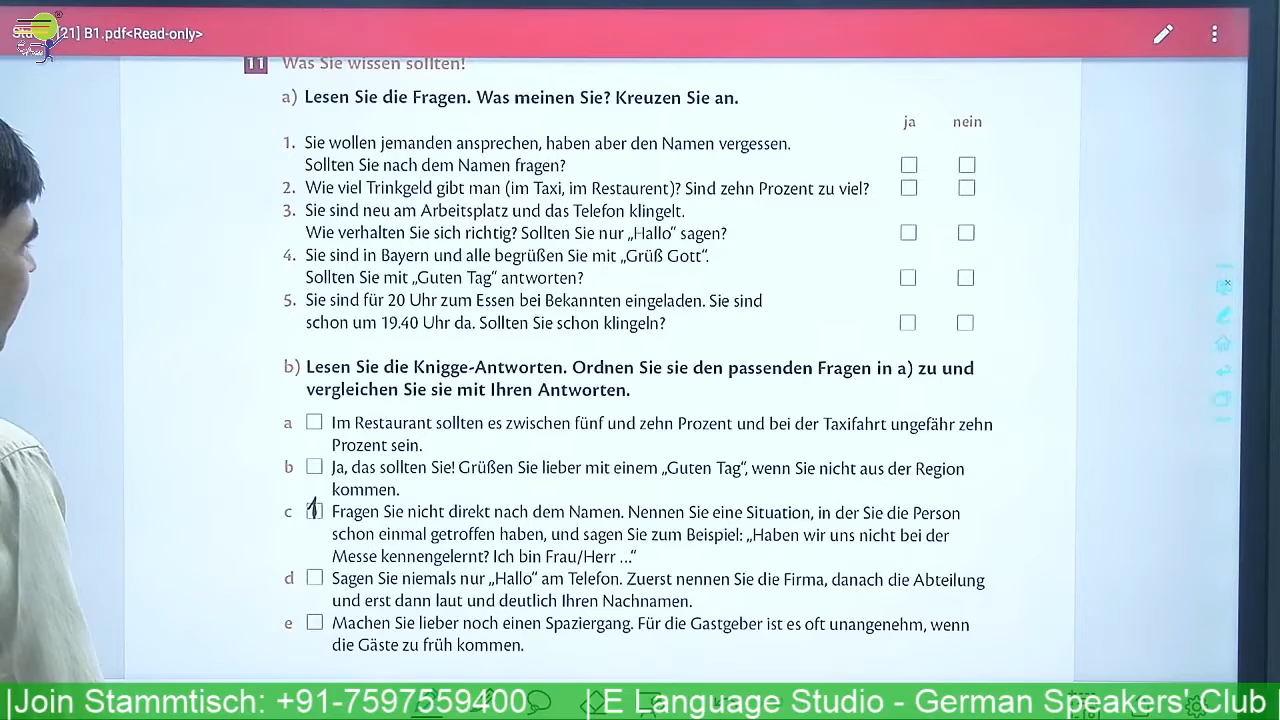 [21] B1.pdf<Read-only>
11 Was Sie wissen sollten!
a) Lesen Sie die Fragen. Was meinen Sie? Kreuzen Sie an.
ja nein
1. Sie wollen jemanden ansprechen, haben aber den Namen vergessen.
Sollten Sie nach dem Namen fragen?
2. Wie viel Trinkgeld gibt man (im Taxi, im Restaurent)? Sind zehn Prozent zu viel?
3. Sie sind neu am Arbeitsplatz und das Telefon klingelt.
Wie verhalten Sie sich richtig? Sollten Sie nur „Hallo“ sagen?
4. Sie sind in Bayern und alle begrüßen Sie mit „Grüß Gott“.
Sollten Sie mit „Guten Tag“ antworten?
5. Sie sind für 20 Uhr zum Essen bei Bekannten eingeladen. Sie sind
schon um 19.40 Uhr da. Sollten Sie schon klingeln?
b) Lesen Sie die Knigge-Antworten. Ordnen Sie sie den passenden Fragen in a) zu und
vergleichen Sie sie mit Ihren Antworten.
a Im Restaurant sollten es zwischen fünf und zehn Prozent und bei der Taxifahrt ungefähr zehn
Prozent sein.
b Ja, das sollten Sie! Grüßen Sie lieber mit einem „Guten Tag“, wenn Sie nicht aus der Region
kommen.
c 1 Fragen Sie nicht direkt nach dem Namen. Nennen Sie eine Situation, in der Sie die Person
schon einmal getroffen haben, und sagen Sie zum Beispiel: „Haben wir uns nicht bei der
Messe kennengelernt? Ich bin Frau/Herr ...“
d Sagen Sie niemals nur „Hallo“ am Telefon. Zuerst nennen Sie die Firma, danach die Abteilung
und erst dann laut und deutlich Ihren Nachnamen.
e Machen Sie lieber noch einen Spaziergang. Für die Gastgeber ist es oft unangenehm, wenn
die Gäste zu früh kommen.
|Join Stammtisch: +91-7597559400 |E Language Studio - German Speakers' Club